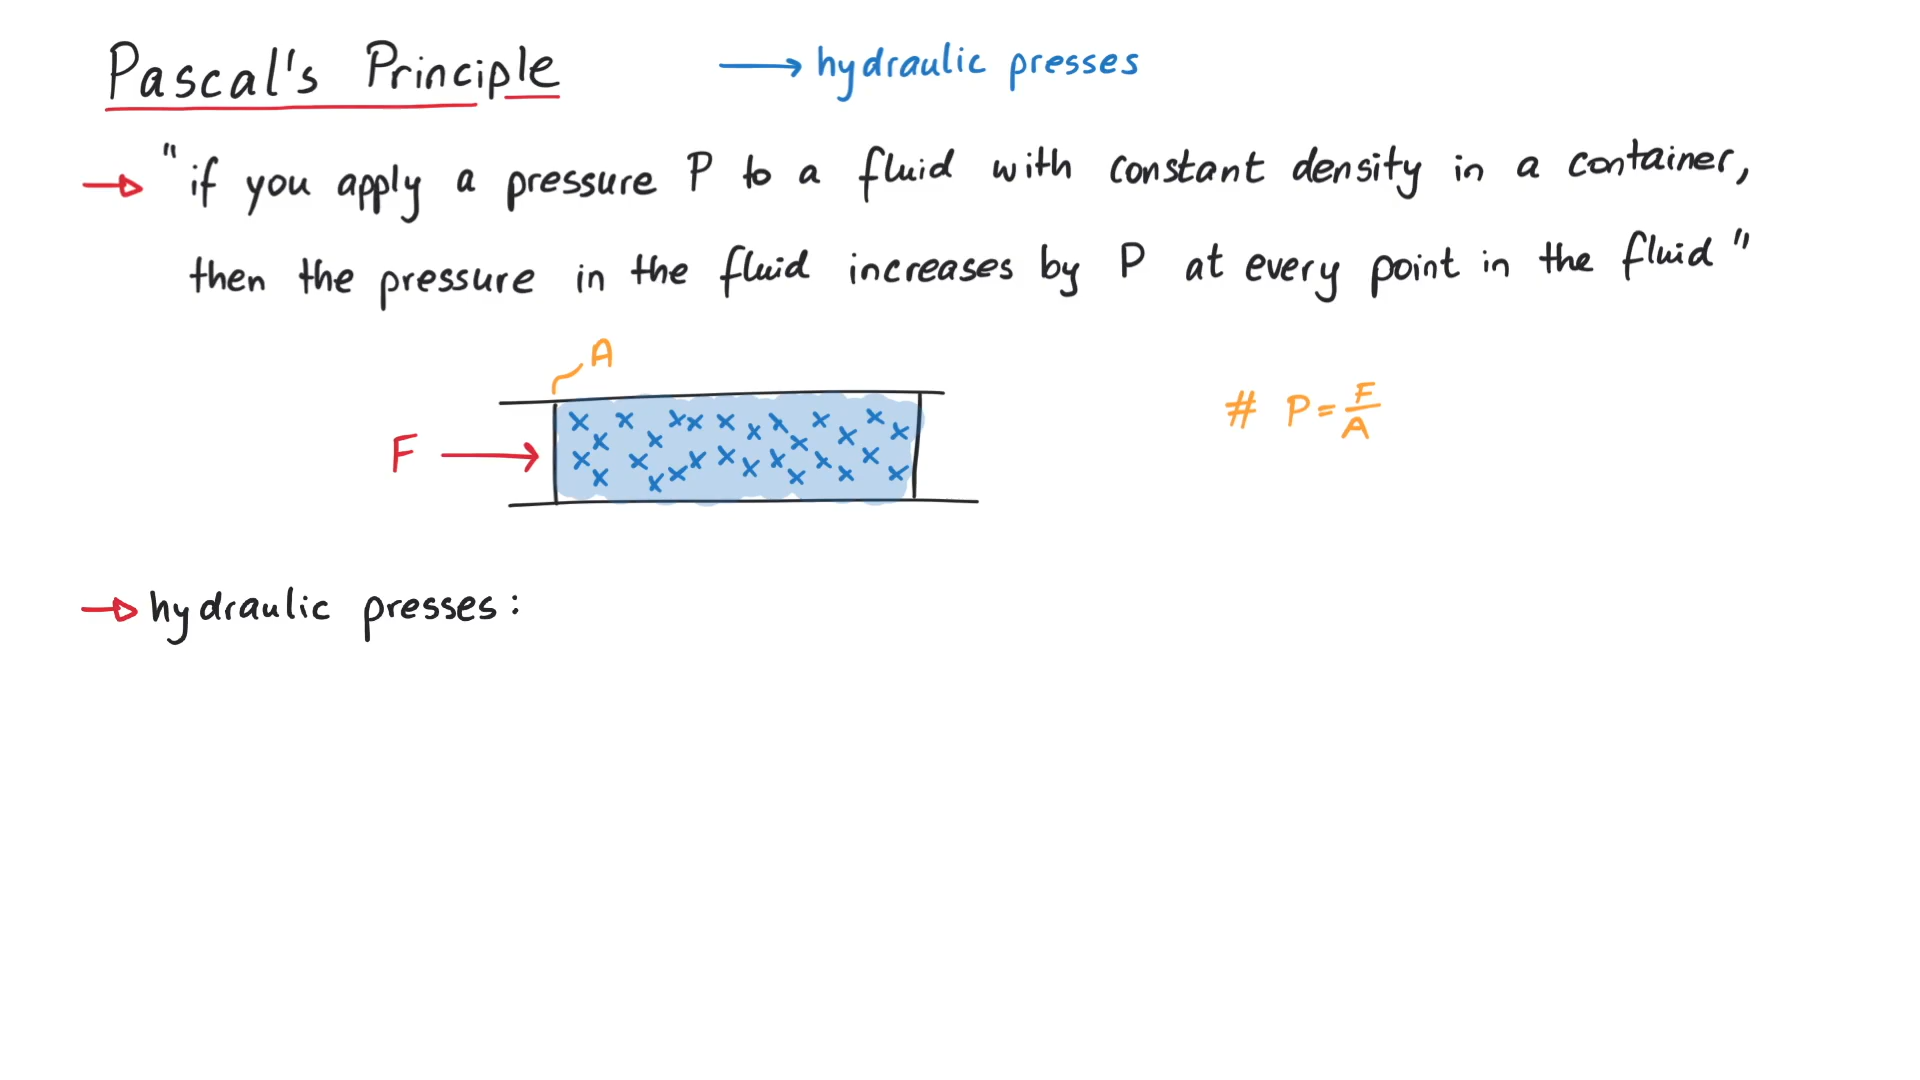 Pascal's Principle → hydraulic presses
→ "if you apply a pressure P to a fluid with constant density in a container,
then the pressure in the fluid increases by P at every point in the fluid"
A
# P = F/A
F
→ hydraulic presses: